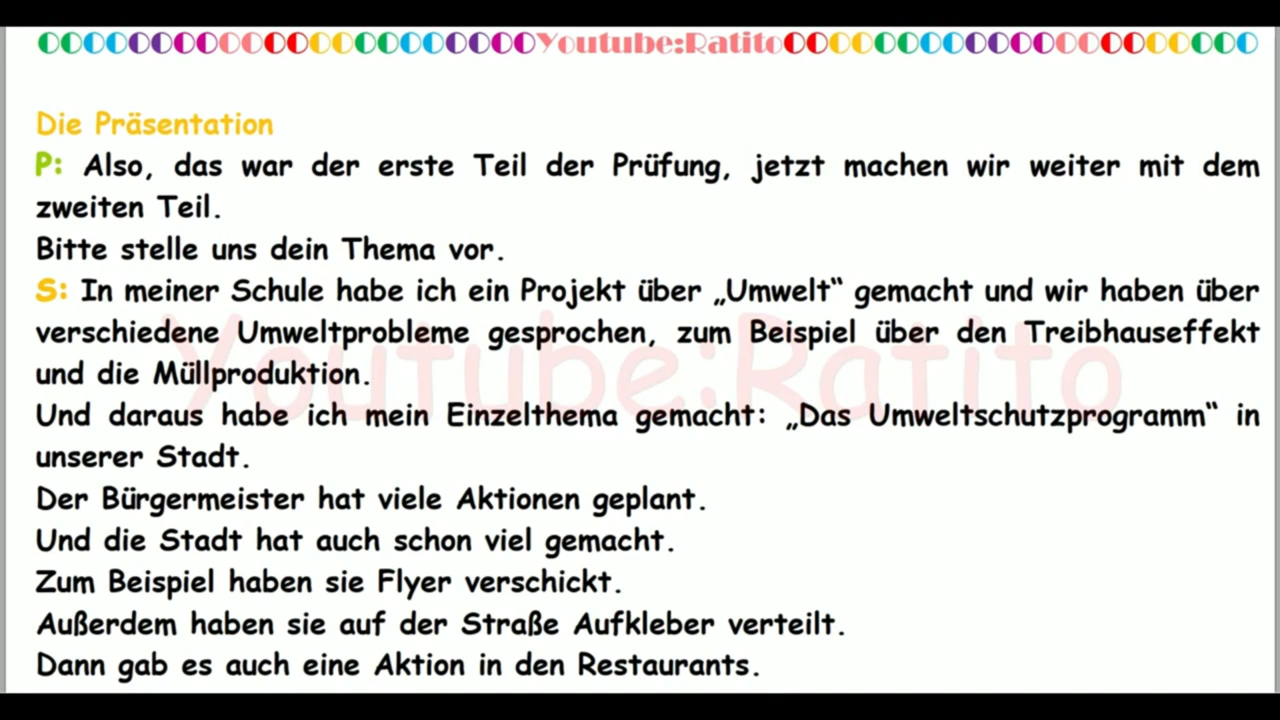 Youtube:Ratito
Die Präsentation
P: Also, das war der erste Teil der Prüfung, jetzt machen wir weiter mit dem
zweiten Teil.
Bitte stelle uns dein Thema vor.
S: In meiner Schule habe ich ein Projekt über „Umwelt“ gemacht und wir haben über
verschiedene Umweltprobleme gesprochen, zum Beispiel über den Treibhauseffekt
und die Müllproduktion.
Youtube:Ratito
Und daraus habe ich mein Einzelthema gemacht: „Das Umweltschutzprogramm“ in
unserer Stadt.
Der Bürgermeister hat viele Aktionen geplant.
Und die Stadt hat auch schon viel gemacht.
Zum Beispiel haben sie Flyer verschickt.
Außerdem haben sie auf der Straße Aufkleber verteilt.
Dann gab es auch eine Aktion in den Restaurants.